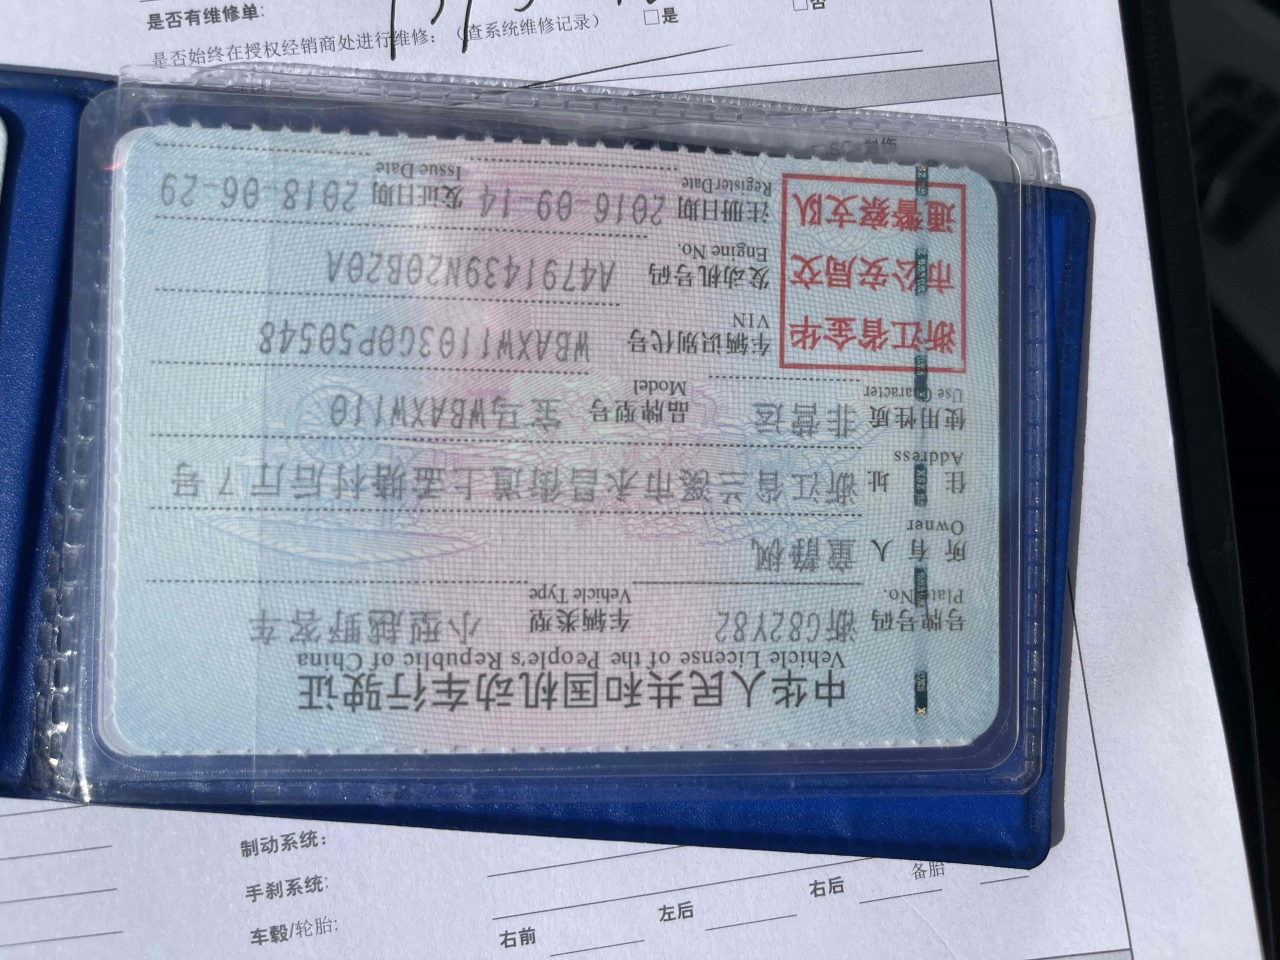 是否有维修单:
是否始终在授权经销商处进行维修:(查系统维修记录)
□是
□否
中华人民共和国机动车行驶证
Vehicle License of the People's Republic of China
号牌号码 浙G82Y82 车辆类型 小型越野客车
Plate No. Vehicle Type
所有人 童静枫
Owner
住址 浙江省兰溪市永昌街道上孟塘村后厅7号
Address
使用性质 非营运 品牌型号 宝马WBAXW110
Use Character Model
浙江省金华
市公安局交
通警察支队
车辆识别代号 WBAXW1103G0P50548
VIN
发动机号码 A4791439N20B20A
Engine No.
注册日期 2016-09-14 发证日期 2018-06-29
Register Date Issue Date
制动系统:
手刹系统:
车毂/轮胎:
右前
左后
右后
备胎